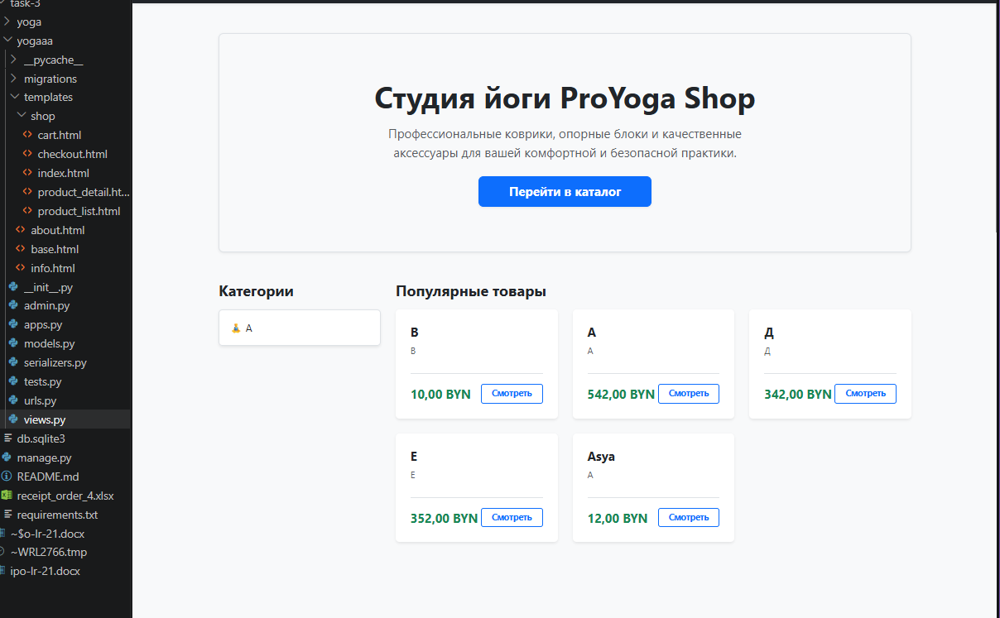 task-3
yoga
yogaaa
__pycache__
migrations
templates
shop
cart.html
checkout.html
index.html
product_detail.ht...
product_list.html
about.html
base.html
info.html
__init__.py
admin.py
apps.py
models.py
serializers.py
tests.py
urls.py
views.py
db.sqlite3
manage.py
README.md
receipt_order_4.xlsx
requirements.txt
~$o-lr-21.docx
~WRL2766.tmp
ipo-lr-21.docx
Студия йоги ProYoga Shop
Профессиональные коврики, опорные блоки и качественные
аксессуары для вашей комфортной и безопасной практики.
Перейти в каталог
Категории
А
Популярные товары
В
В
10,00 BYN Смотреть
А
А
542,00 BYN Смотреть
Д
Д
342,00 BYN Смотреть
Е
Е
352,00 BYN Смотреть
Asya
А
12,00 BYN Смотреть